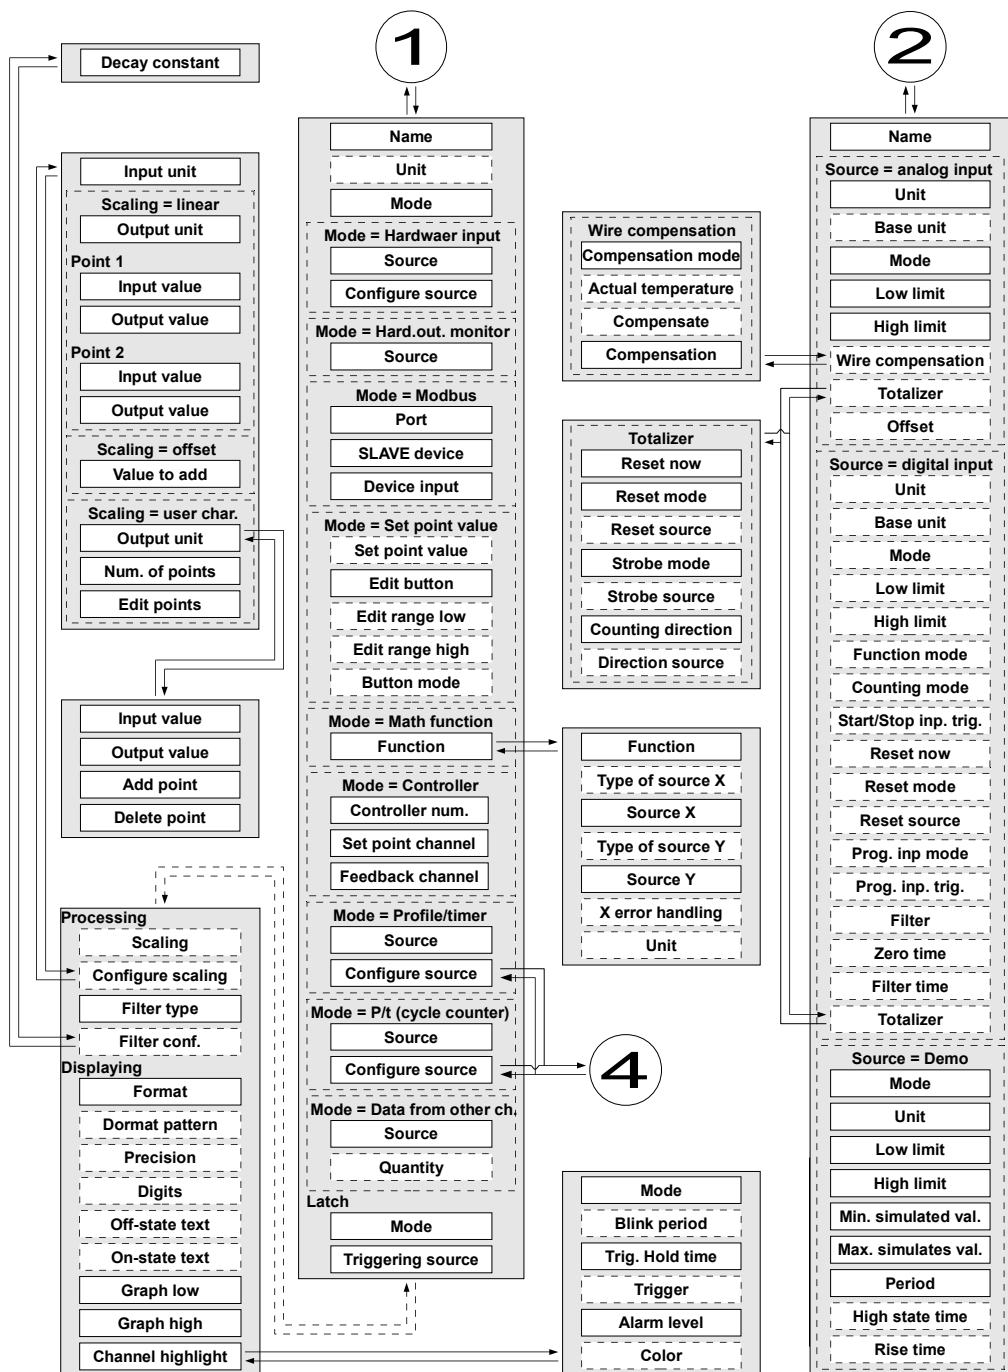 Decay constant
Input unit
Scaling = linear
Output unit
Point 1
Input value
Output value
Point 2
Input value
Output value
Scaling = offset
Value to add
Scaling = user char.
Output unit
Num. of points
Edit points
Input value
Output value
Add point
Delete point
Processing
Scaling
Configure scaling
Filter type
Filter conf.
Displaying
Format
Dormat pattern
Precision
Digits
Off-state text
On-state text
Graph low
Graph high
Channel highlight
1
Name
Unit
Mode
Mode = Hardwaer input
Source
Configure source
Mode = Hard.out. monitor
Source
Mode = Modbus
Port
SLAVE device
Device input
Mode = Set point value
Set point value
Edit button
Edit range low
Edit range high
Button mode
Mode = Math function
Function
Mode = Controller
Controller num.
Set point channel
Feedback channel
Mode = Profile/timer
Source
Configure source
Mode = P/t (cycle counter)
Source
Configure source
Mode = Data from other ch.
Source
Quantity
Latch
Mode
Triggering source
Wire compensation
Compensation mode
Actual temperature
Compensate
Compensation
Totalizer
Reset now
Reset mode
Reset source
Strobe mode
Strobe source
Counting direction
Direction source
Function
Type of source X
Source X
Type of source Y
Source Y
X error handling
Unit
4
Mode
Blink period
Trig. Hold time
Trigger
Alarm level
Color
2
Name
Source = analog input
Unit
Base unit
Mode
Low limit
High limit
Wire compensation
Totalizer
Offset
Source = digital input
Unit
Base unit
Mode
Low limit
High limit
Function mode
Counting mode
Start/Stop inp. trig.
Reset now
Reset mode
Reset source
Prog. inp mode
Prog. inp. trig.
Filter
Zero time
Filter time
Totalizer
Source = Demo
Mode
Unit
Low limit
High limit
Min. simulated val.
Max. simulates val.
Period
High state time
Rise time